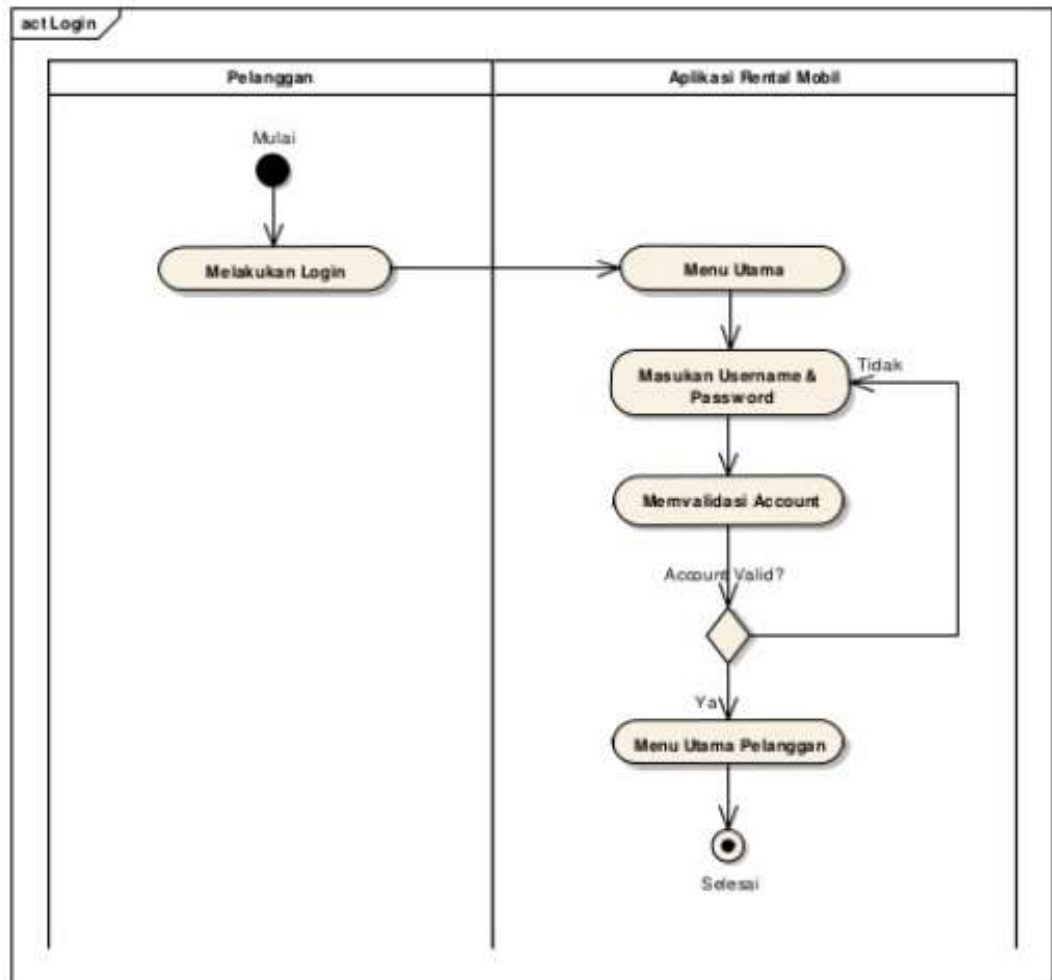 act Login
Pelanggan
Aplikasi Rental Mobil
Mulai
Melakukan Login
Menu Utama
Masukan Username &
Password
Tidak
Memvalidasi Account
Account Valid?
Ya
Menu Utama Pelanggan
Selesai